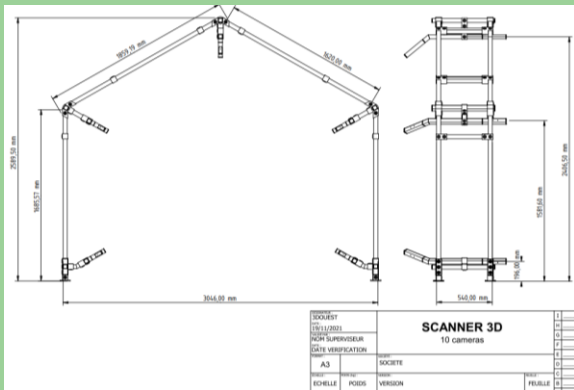 1859,19 mm
1620,00 mm
2589,50 mm
1685,57 mm
3046,00 mm
2406,50 mm
1581,60 mm
196,00 mm
540,00 mm
3DOUEST
19/11/2021
NOM SUPERVISEUR
DATE VERIFICATION
A3
ECHELLE
POIDS
SCANNER 3D
10 cameras
SOCIETE
VERSION
FEUILLE